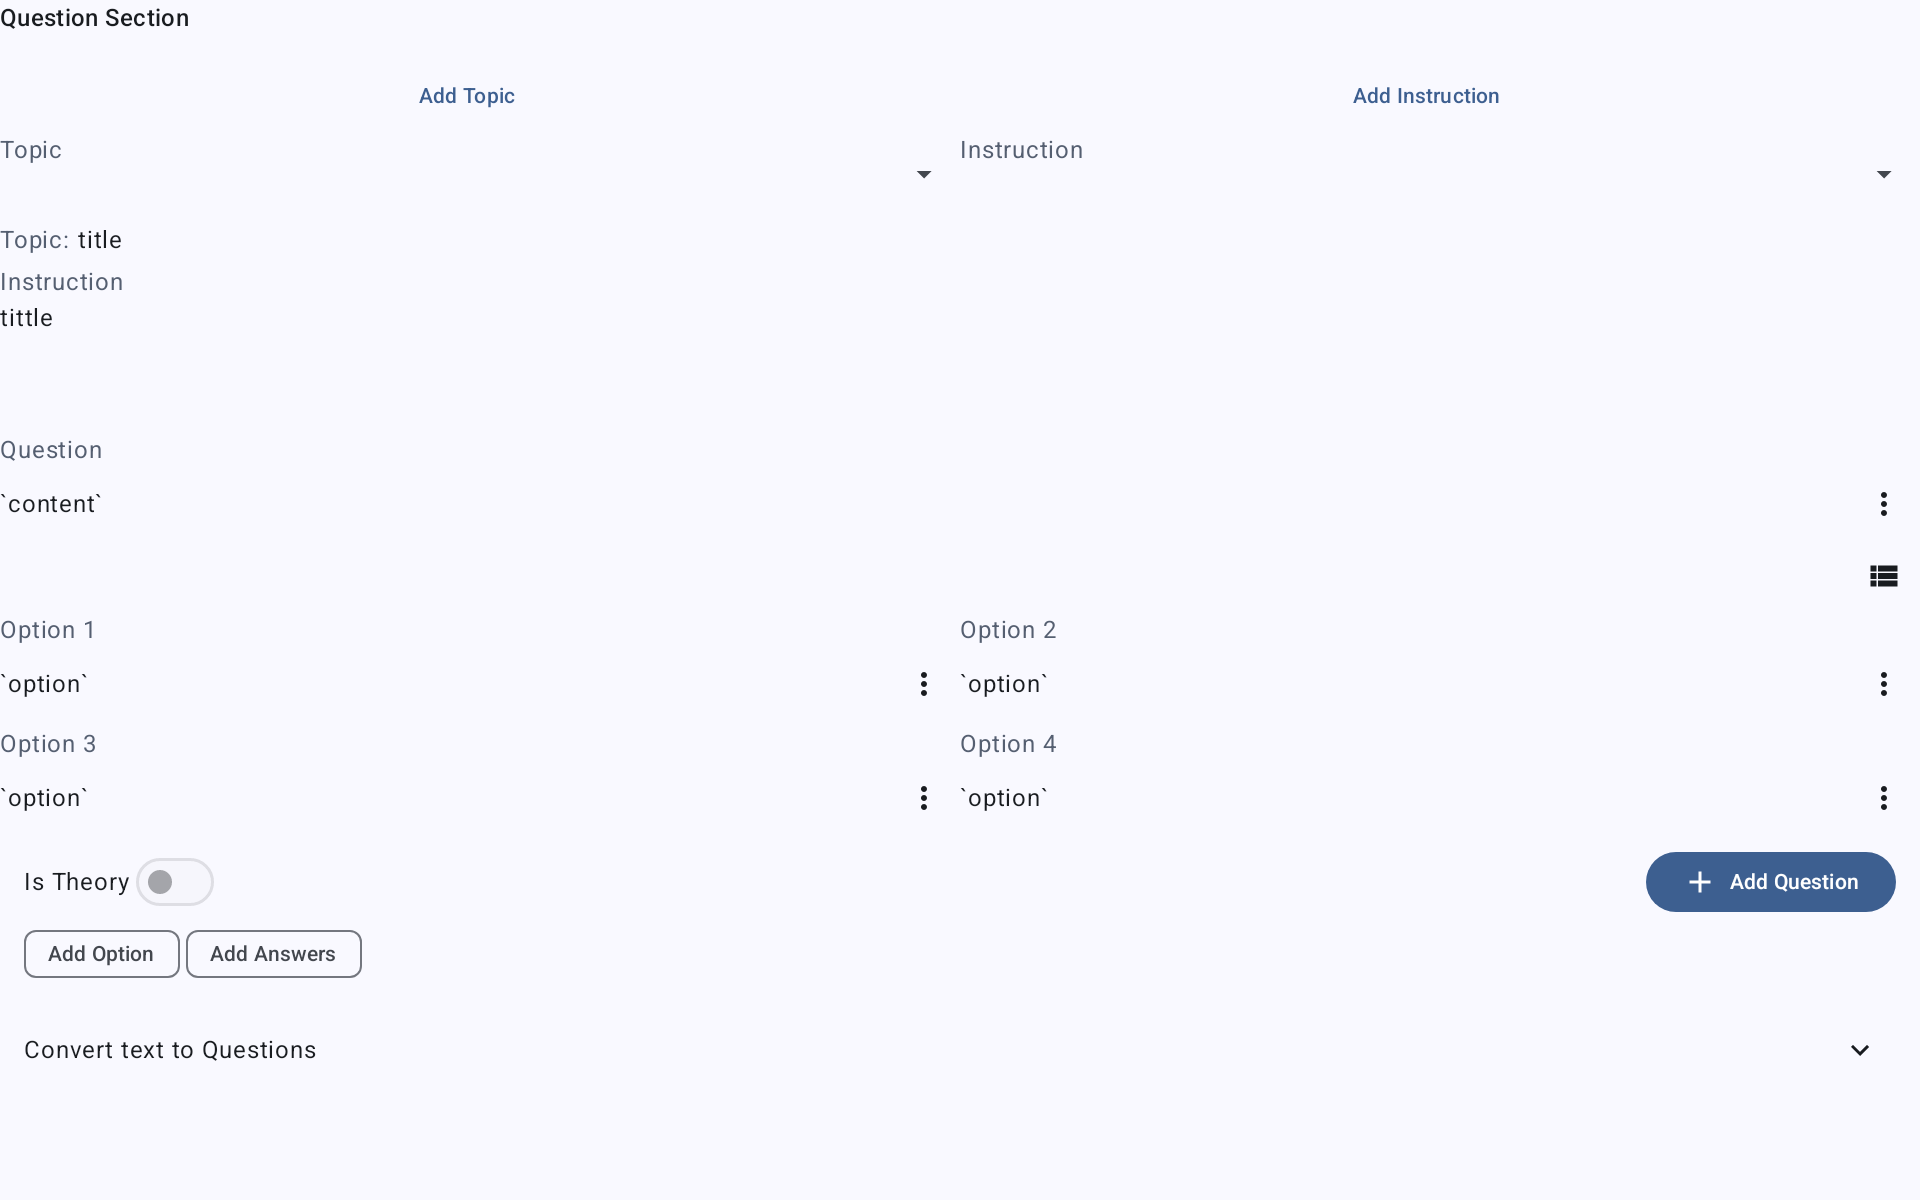 Question Section
Add Topic
Add Instruction
Topic
Instruction
Topic: title
Instruction
tittle
Question
`content`
Option 1
Option 2
`option`
`option`
Option 3
Option 4
`option`
`option`
Is Theory
Add Question
Add Option
Add Answers
Convert text to Questions